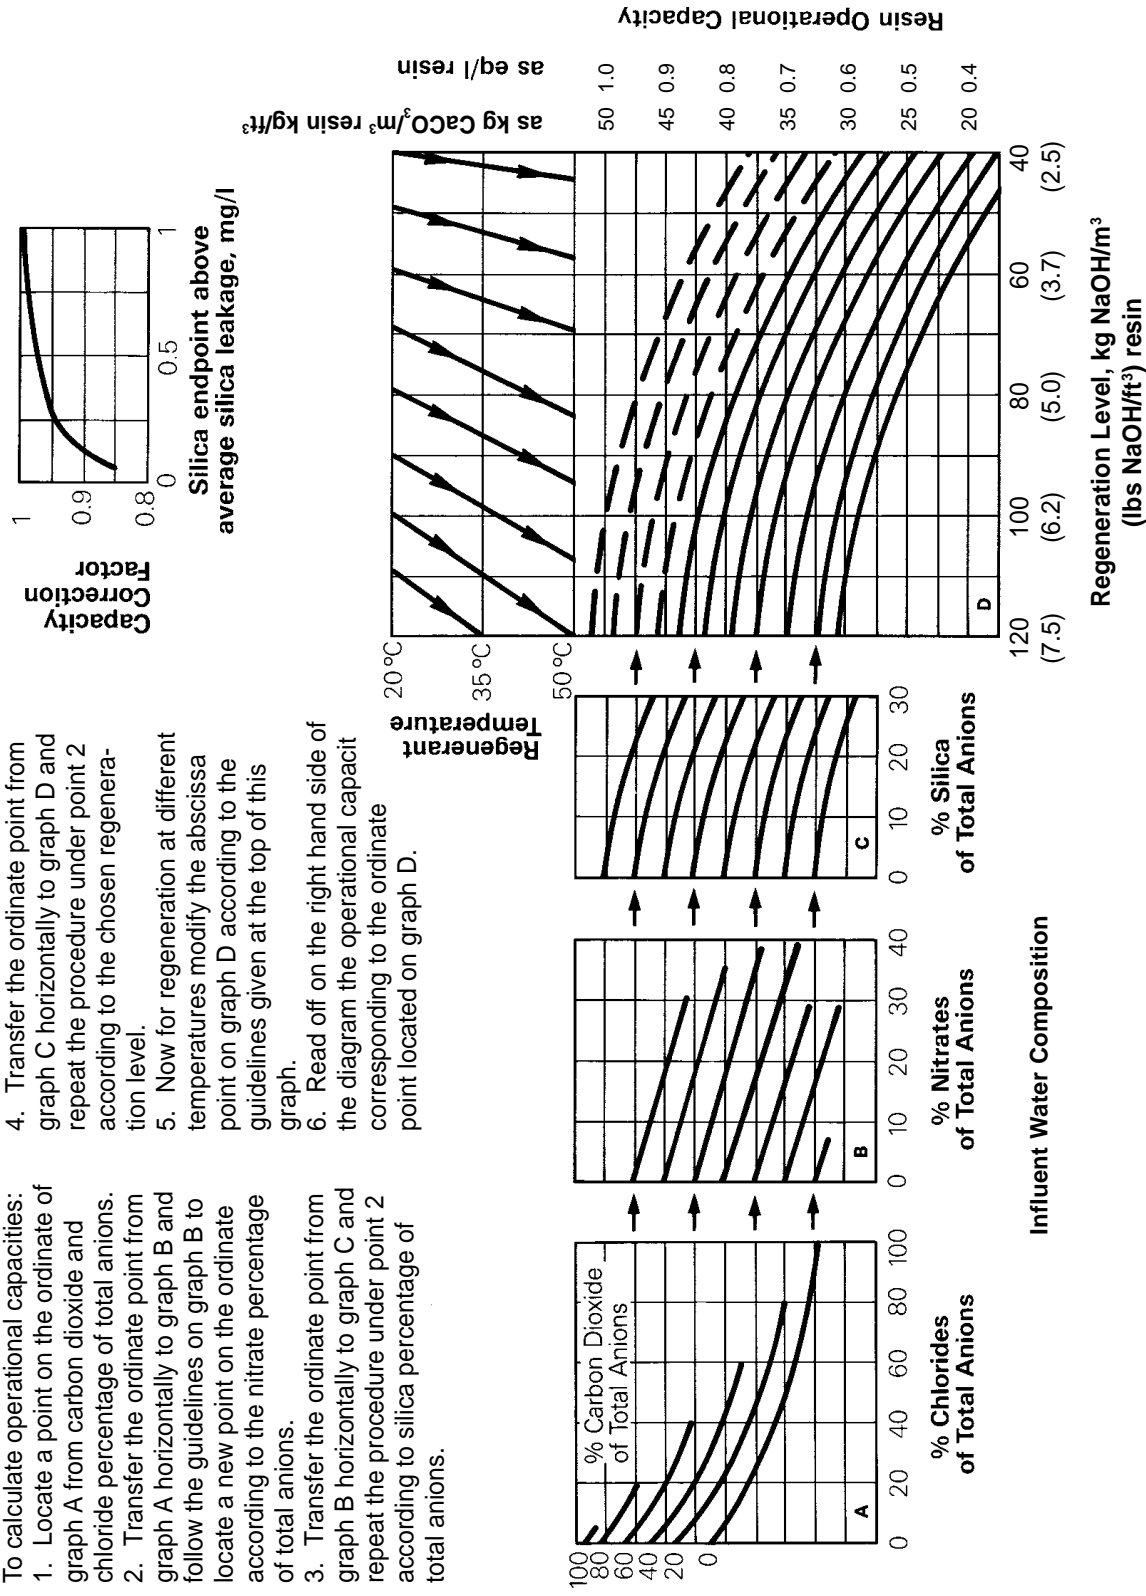 To calculate operational capacities:
1. Locate a point on the ordinate of
graph A from carbon dioxide and
chloride percentage of total anions.
2. Transfer the ordinate point from
graph A horizontally to graph B and
follow the guidelines on graph B to
locate a new point on the ordinate
according to the nitrate percentage
of total anions.
3. Transfer the ordinate point from
graph B horizontally to graph C and
repeat the procedure under point 2
according to silica percentage of
total anions.
4. Transfer the ordinate point from
graph C horizontally to graph D and
repeat the procedure under point 2
according to the chosen regenera-
tion level.
5. Now for regeneration at different
temperatures modify the abscissa
point on graph D according to the
guidelines given at the top of this
graph.
6. Read off on the right hand side of
the diagram the operational capacit
corresponding to the ordinate
point located on graph D.
Capacity
Correction
Factor
1
0.9
0.8
0 0.5 1
Silica endpoint above
average silica leakage, mg/l
Regenerant
Temperature
20 °C
35 °C
50 °C
as kg CaCO₃/m³ resin kg/ft³
as eq/l resin
Resin Operational Capacity
50 1.0
45 0.9
40 0.8
35 0.7
30 0.6
25 0.5
20 0.4
100
80
60
40
20
0
% Carbon Dioxide
of Total Anions
A
0 20 40 60 80 100
% Chlorides
of Total Anions
B
0 10 20 30 40
% Nitrates
of Total Anions
C
0 10 20 30
% Silica
of Total Anions
D
120 100 80 60 40
(7.5) (6.2) (5.0) (3.7) (2.5)
Regeneration Level, kg NaOH/m³
(lbs NaOH/ft³) resin
Influent Water Composition